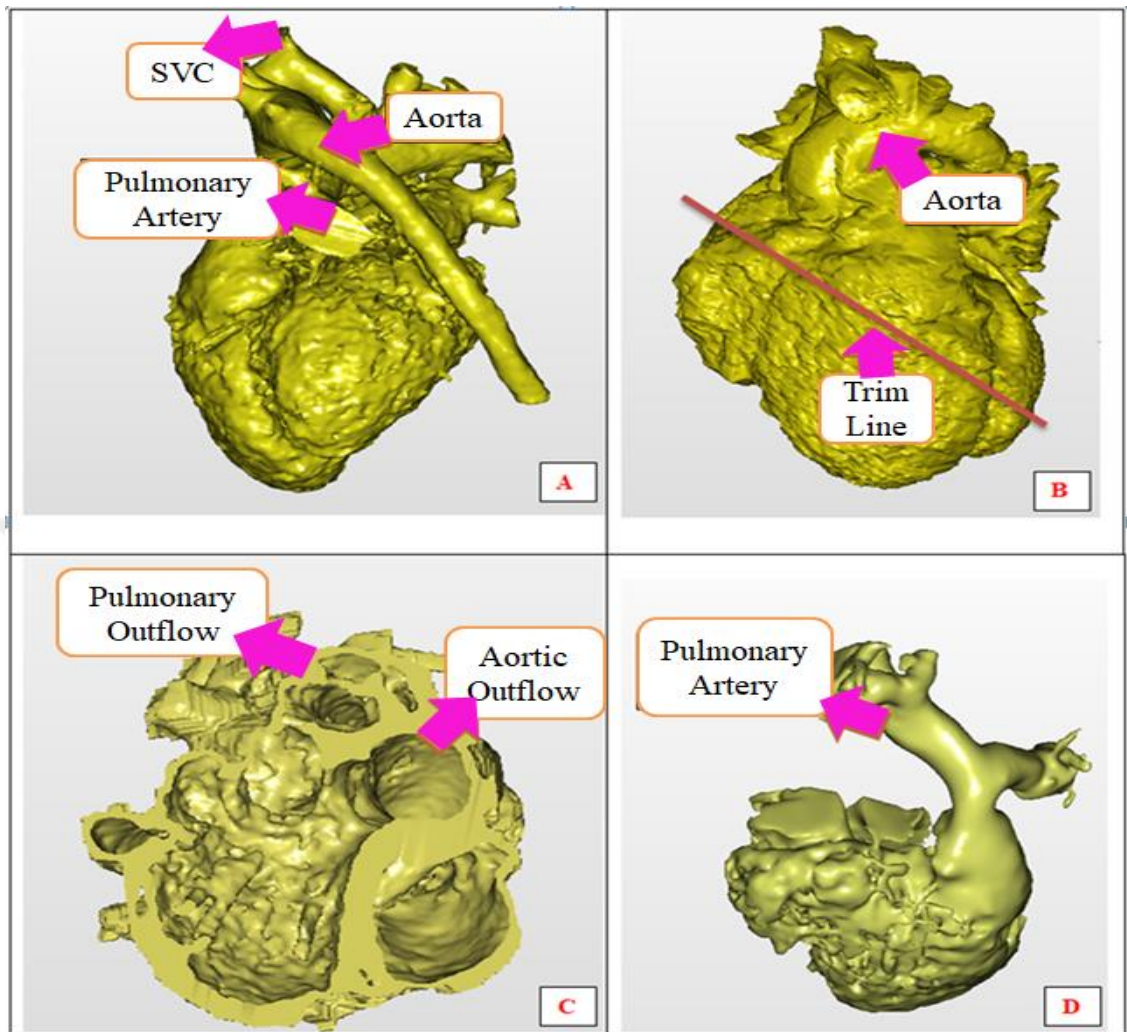 SVC
Aorta
Pulmonary
Artery
A
Aorta
Trim
Line
B
Pulmonary
Outflow
Aortic
Outflow
C
Pulmonary
Artery
D